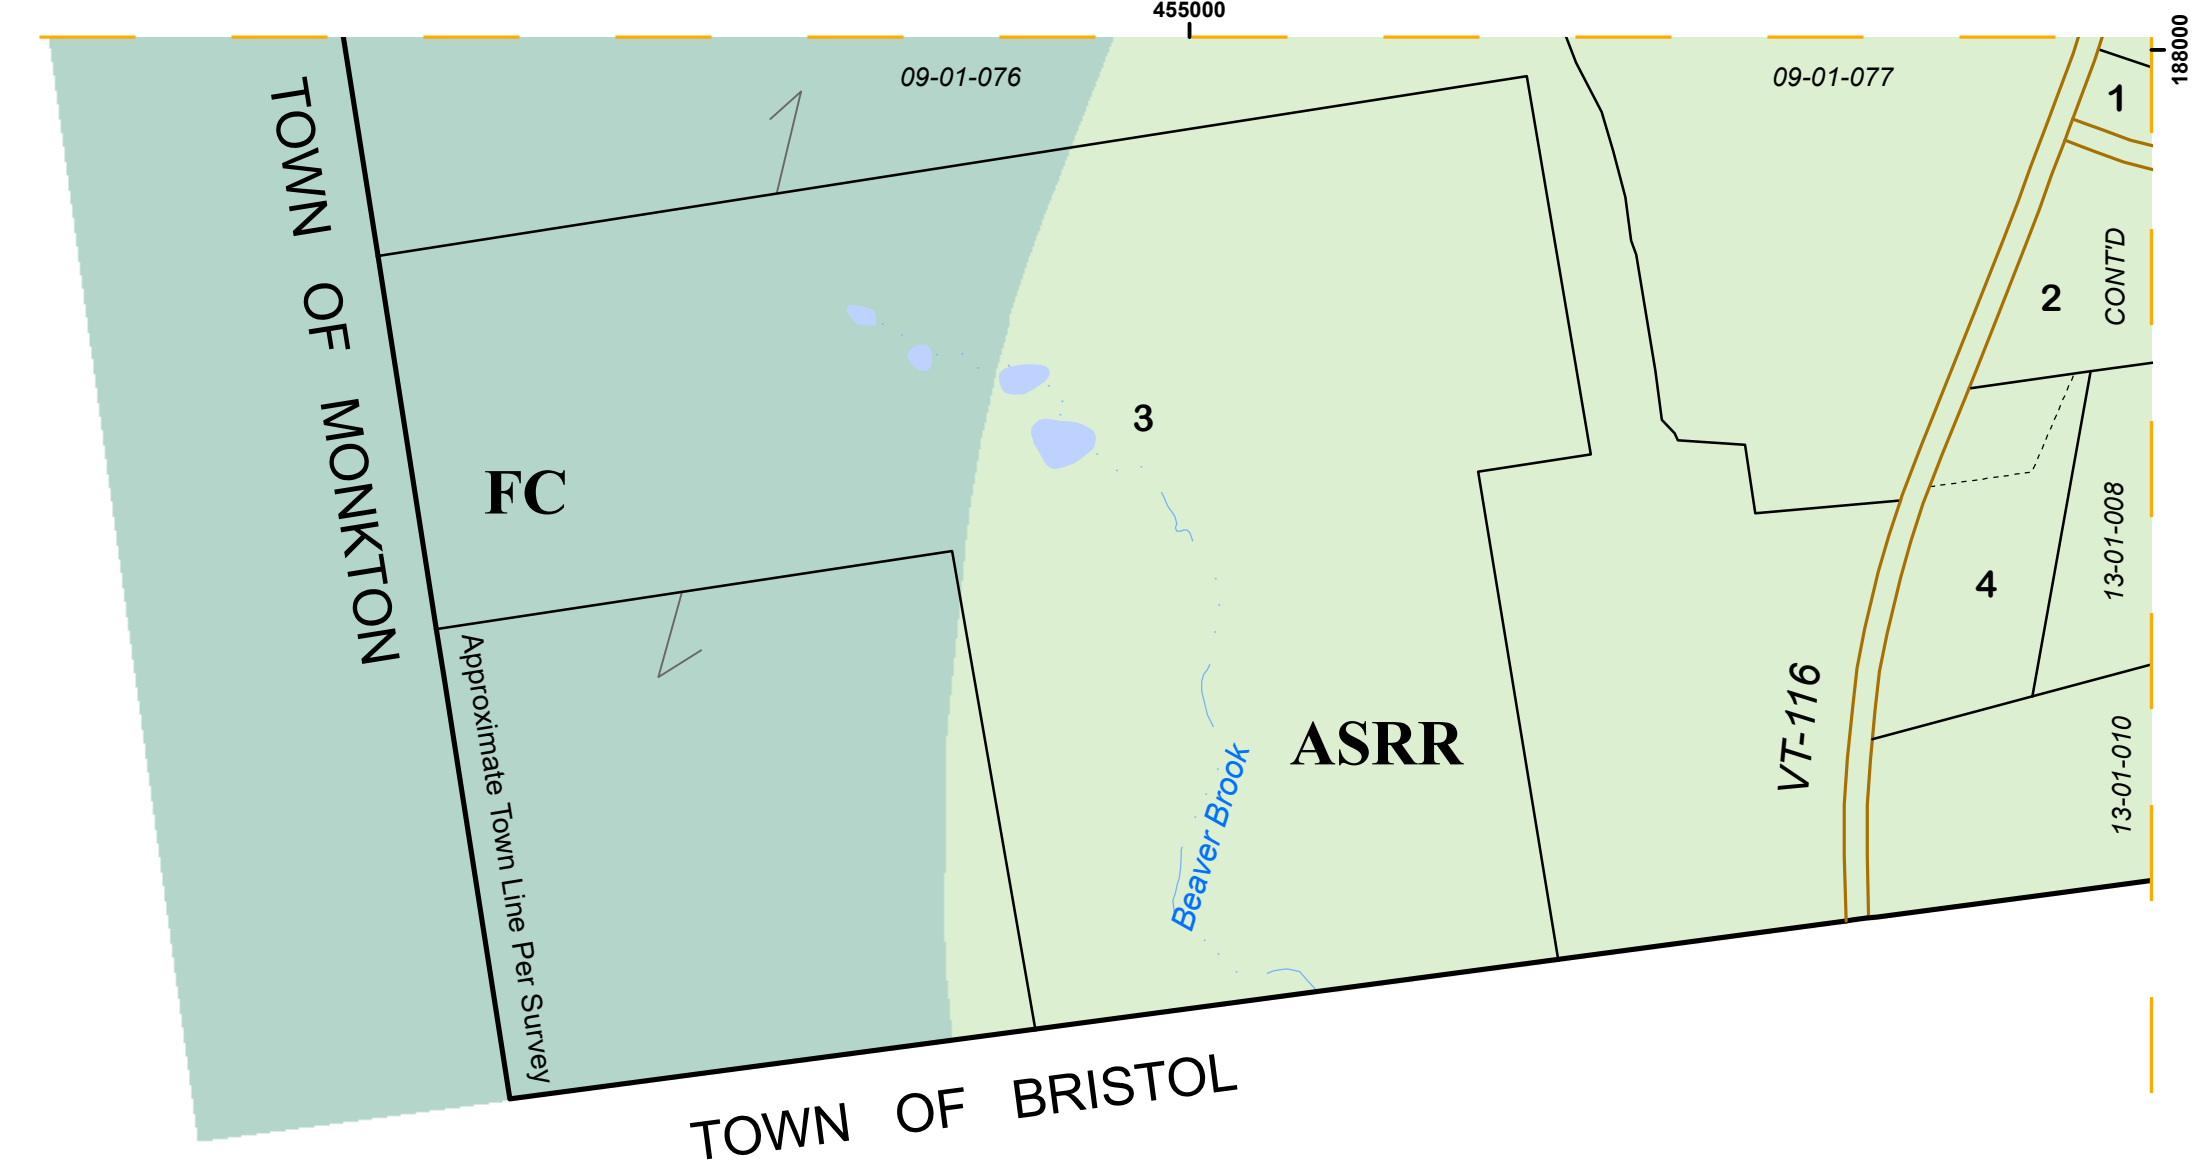 455000
188000
09-01-076
09-01-077
1
TOWN OF MONKTON
2
CONT'D
3
FC
13-01-008
4
Approximate Town Line Per Survey
VT-116
ASRR
13-01-010
Beaver Brook
TOWN OF BRISTOL